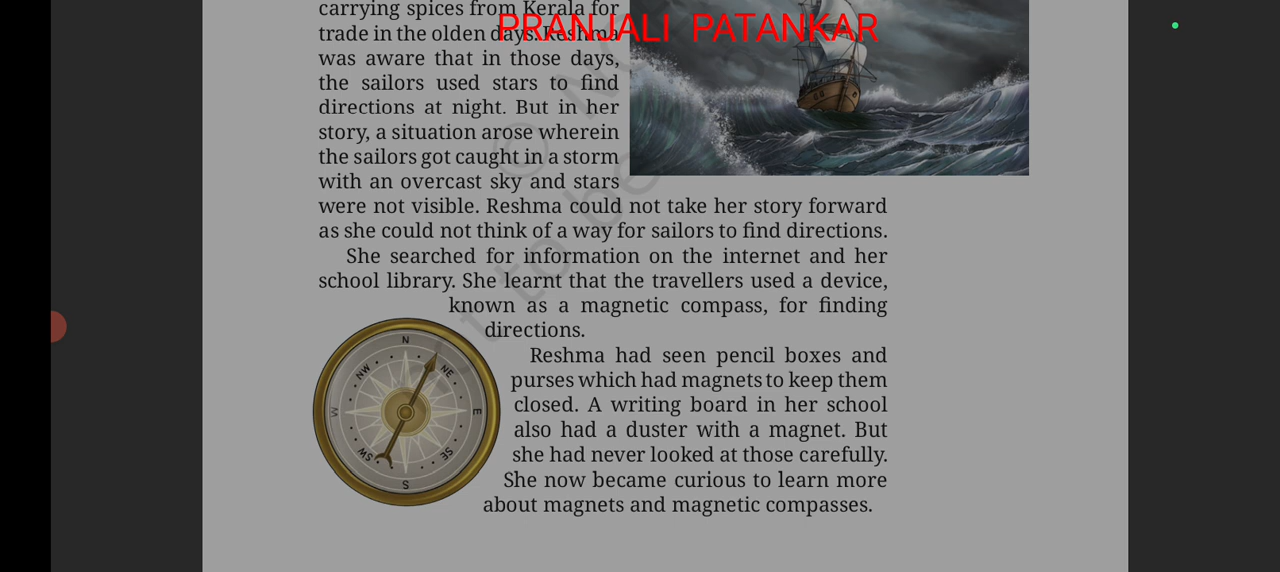 carrying spices from Kerala for
PRANJALI PATANKAR
trade in the olden days. Reshma
was aware that in those days,
the sailors used stars to find
directions at night. But in her
story, a situation arose wherein
the sailors got caught in a storm
with an overcast sky and stars
were not visible. Reshma could not take her story forward
as she could not think of a way for sailors to find directions.
She searched for information on the internet and her
school library. She learnt that the travellers used a device,
known as a magnetic compass, for finding
directions.
Reshma had seen pencil boxes and
purses which had magnets to keep them
closed. A writing board in her school
also had a duster with a magnet. But
she had never looked at those carefully.
She now became curious to learn more
about magnets and magnetic compasses.
N
NW NE
W E
SW SE
S